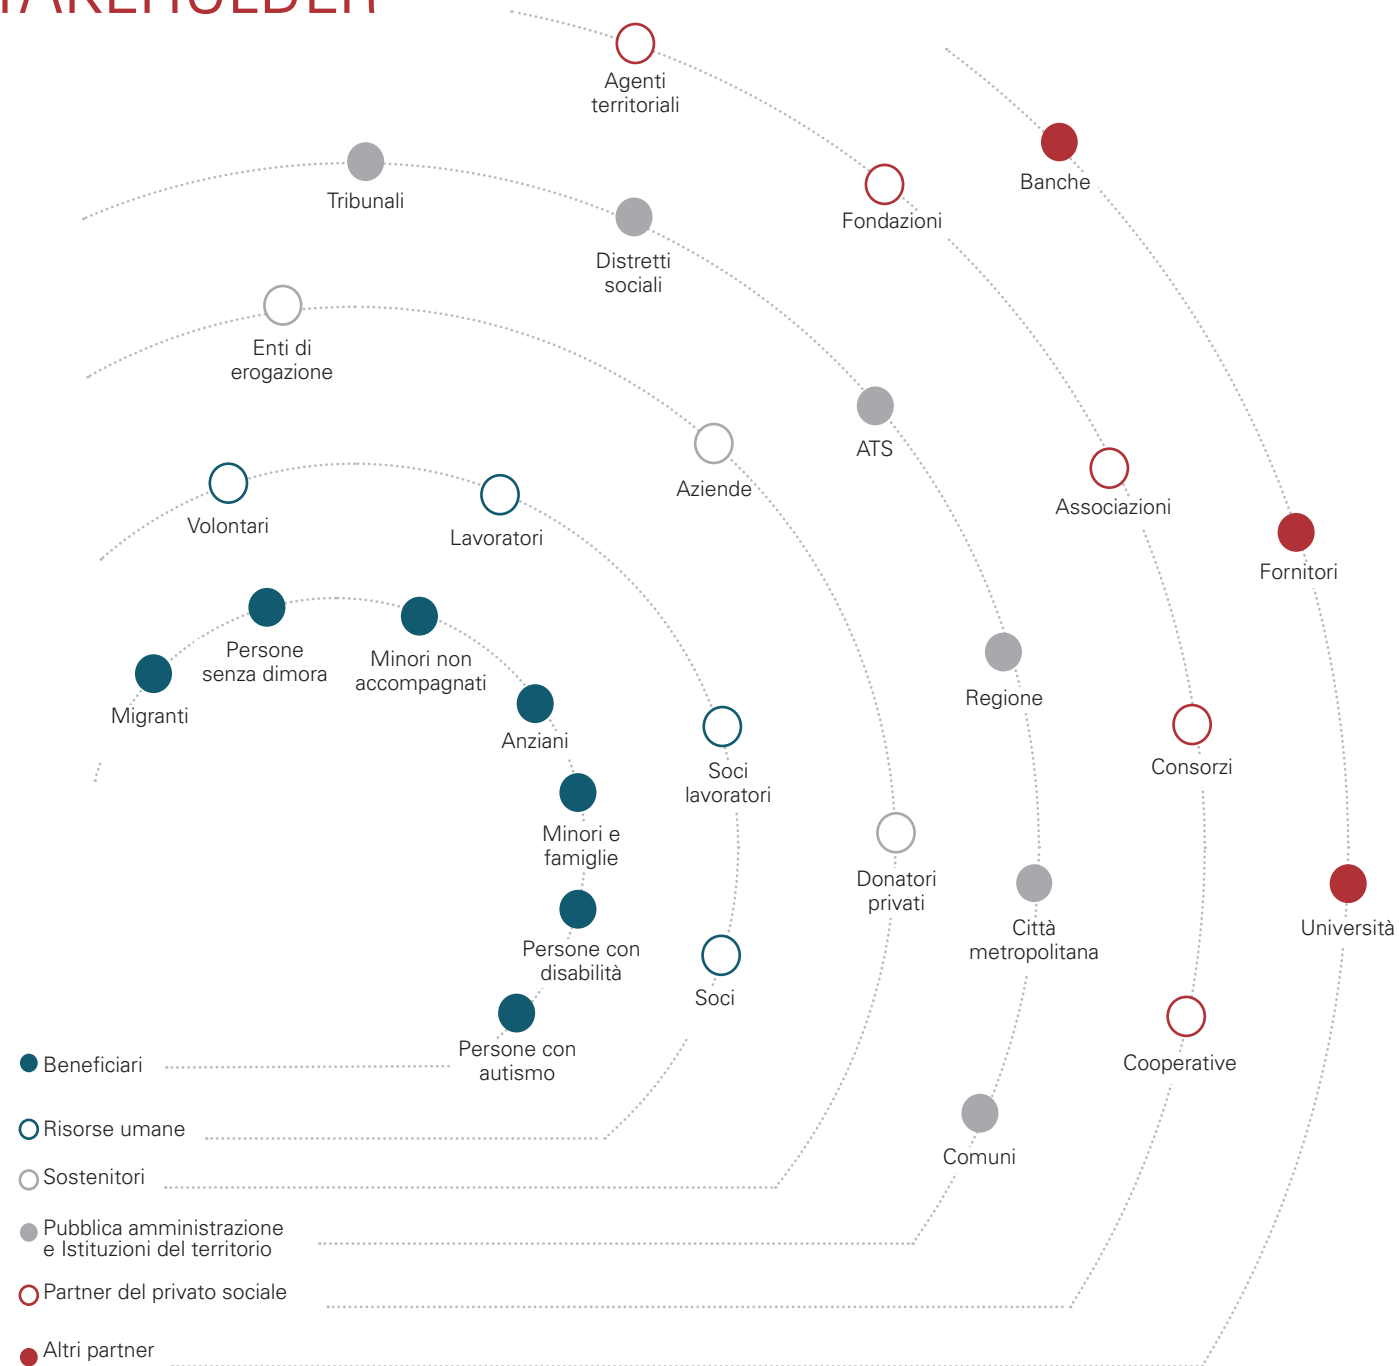 TAKEHOLDER
Agenti
territoriali
Banche
Tribunali
Fondazioni
Distretti
sociali
Enti di
erogazione
ATS
Aziende
Associazioni
Volontari
Lavoratori
Fornitori
Persone
senza dimora
Minori non
accompagnati
Migranti
Anziani
Regione
Soci
lavoratori
Consorzi
Minori e
famiglie
Donatori
privati
Città
metropolitana
Università
Persone con
disabilità
Soci
Persone con
autismo
Cooperative
Comuni
Beneficiari
Risorse umane
Sostenitori
Pubblica amministrazione
e Istituzioni del territorio
Partner del privato sociale
Altri partner